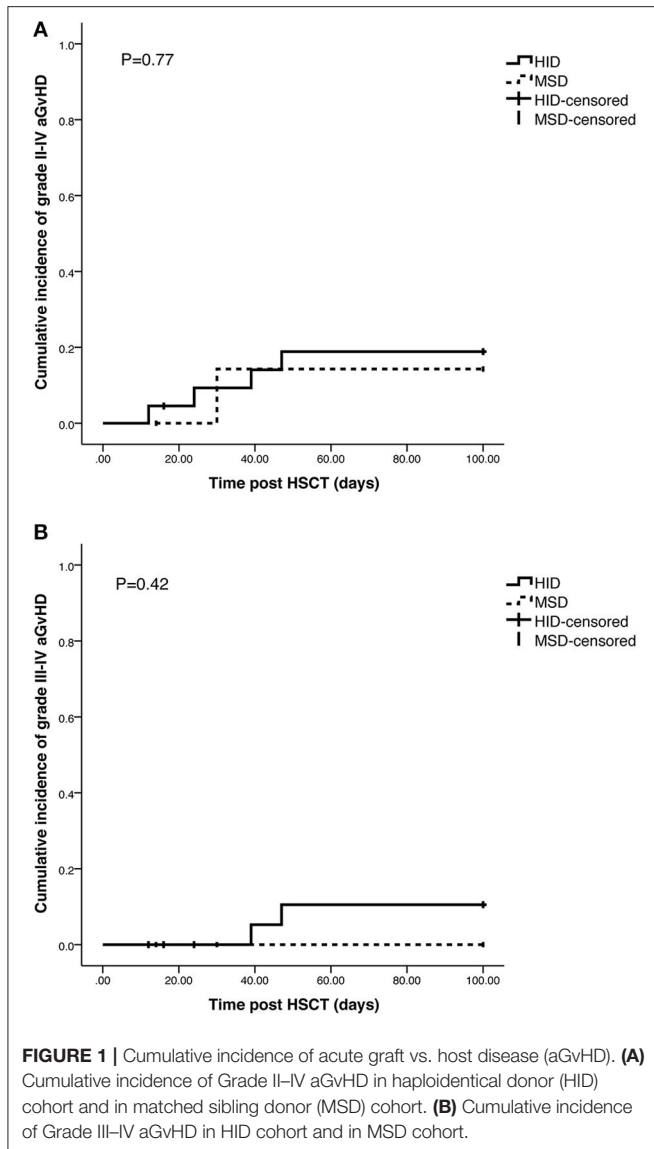 A
P=0.77
HID
MSD
HID-censored
MSD-censored
Cumulative incidence of grade II-IV aGvHD
1.0
0.8
0.6
0.4
0.2
0.0
.00 20.00 40.00 60.00 80.00 100.00
Time post HSCT (days)
B
P=0.42
HID
MSD
HID-censored
MSD-censored
Cumulative incidence of grade III-IV aGvHD
1.0
0.8
0.6
0.4
0.2
0.0
.00 20.00 40.00 60.00 80.00 100.00
Time post HSCT (days)
FIGURE 1 | Cumulative incidence of acute graft vs. host disease (aGvHD). (A)
Cumulative incidence of Grade II–IV aGvHD in haploidentical donor (HID)
cohort and in matched sibling donor (MSD) cohort. (B) Cumulative incidence
of Grade III–IV aGvHD in HID cohort and in MSD cohort.